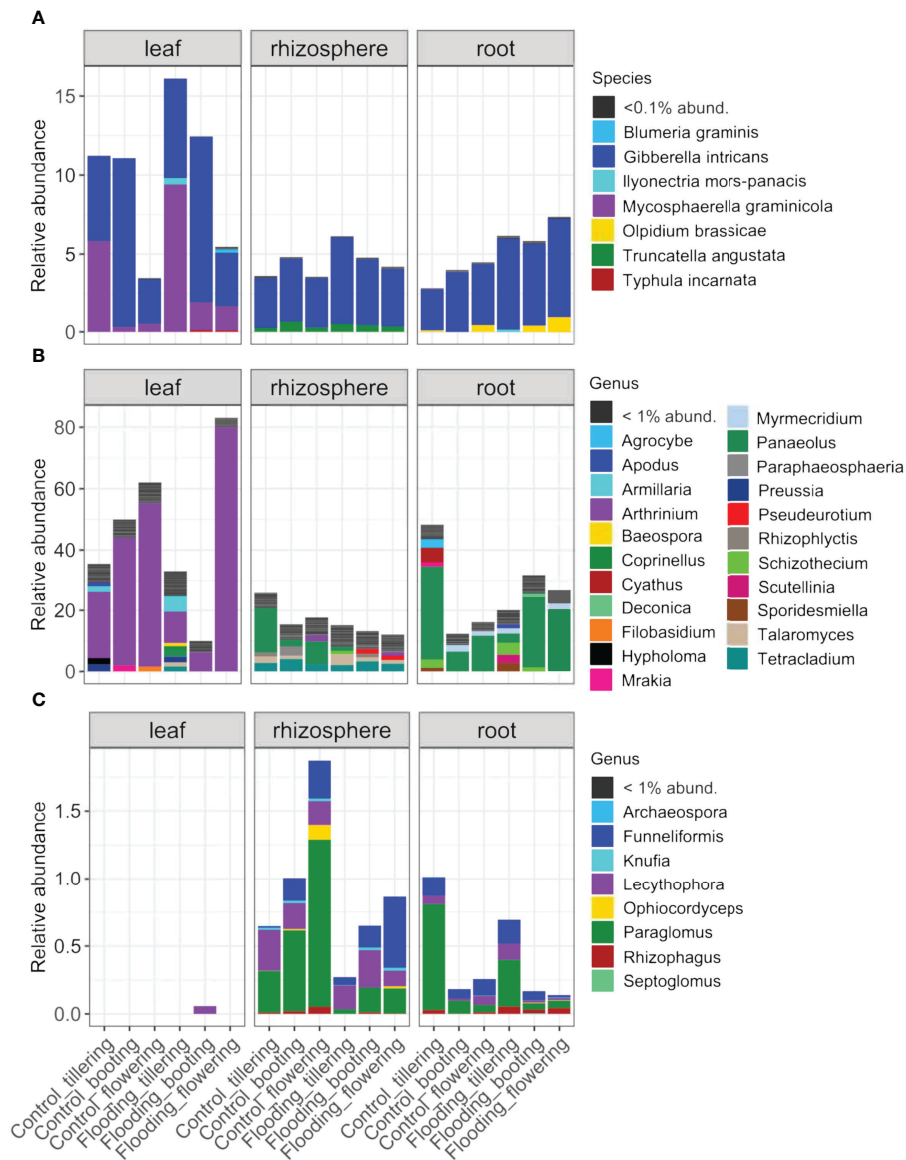 A
leaf
rhizosphere
root
Relative abundance
15
10
5
0
Species
<0.1% abund.
Blumeria graminis
Gibberella intricans
Ilyonectria mors-panacis
Mycosphaerella graminicola
Olpidium brassicae
Truncatella angustata
Typhula incarnata
B
leaf
rhizosphere
root
Relative abundance
80
60
40
20
0
Genus
< 1% abund.
Agrocybe
Apodus
Armillaria
Arthrinium
Baeospora
Coprinellus
Cyathus
Deconica
Filobasidium
Hypholoma
Mrakia
Myrmecridium
Panaeolus
Paraphaeosphaeria
Preussia
Pseudeurotium
Rhizophlyctis
Schizothecium
Scutellinia
Sporidesmiella
Talaromyces
Tetracladium
C
leaf
rhizosphere
root
Relative abundance
1.5
1.0
0.5
0.0
Genus
< 1% abund.
Archaeospora
Funneliformis
Knufia
Lecythophora
Ophiocordyceps
Paraglomus
Rhizophagus
Septoglomus
Control_tillering
Control_booting
Control_flowering
Flooding_tillering
Flooding_booting
Flooding_flowering
Control_tillering
Control_booting
Control_flowering
Flooding_tillering
Flooding_booting
Flooding_flowering
Control_tillering
Control_booting
Control_flowering
Flooding_tillering
Flooding_booting
Flooding_flowering